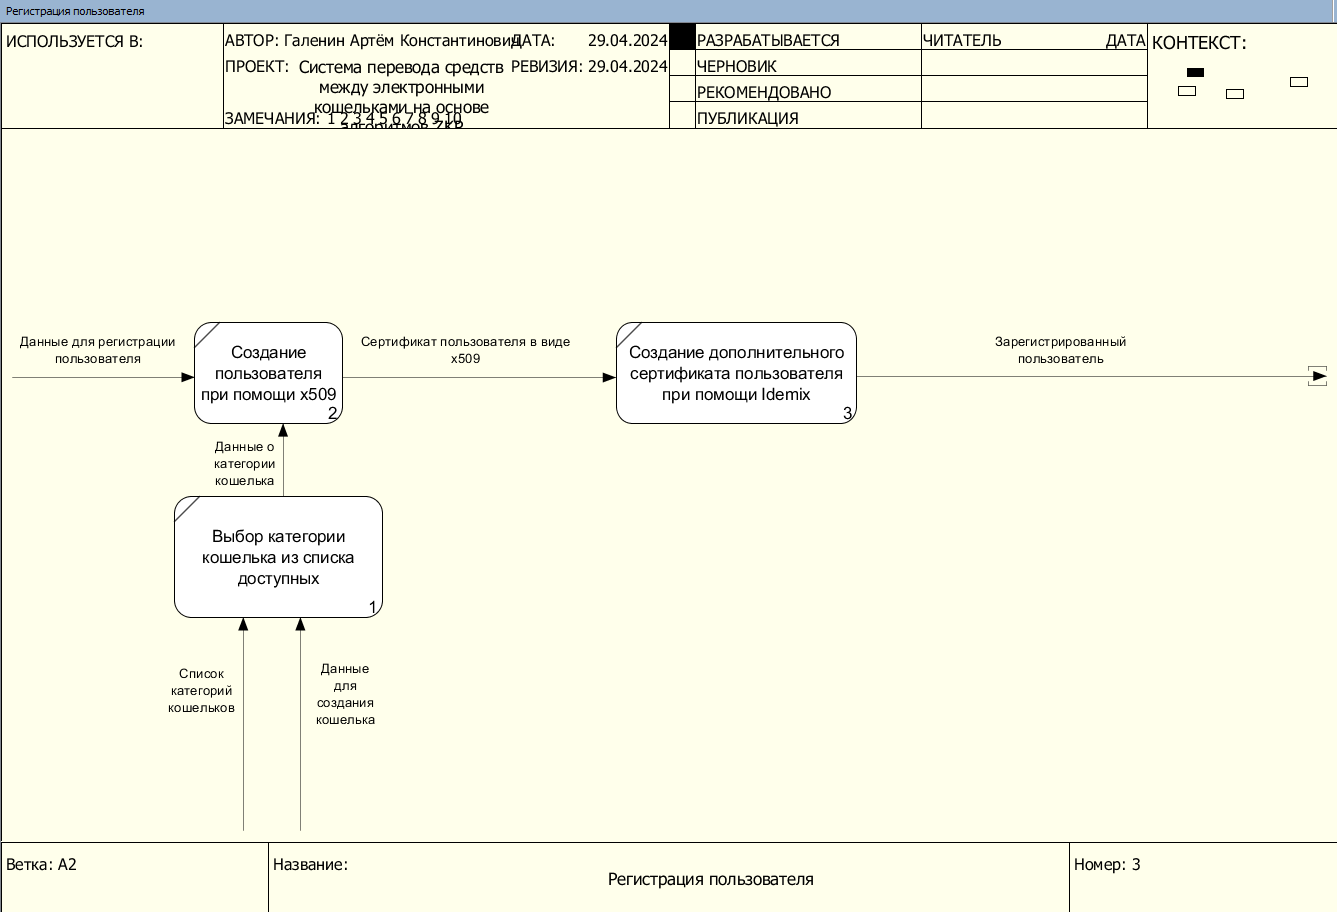 Регистрация пользователя
ИСПОЛЬЗУЕТСЯ В:
АВТОР: Галенин Артём Константинович
ДАТА: 29.04.2024
ПРОЕКТ: Система перевода средств
между электронными
кошельками на основе
алгоритмов ZKP
РЕВИЗИЯ: 29.04.2024
ЗАМЕЧАНИЯ: 1 2 3 4 5 6 7 8 9 10
РАЗРАБАТЫВАЕТСЯ
ЧЕРНОВИК
РЕКОМЕНДОВАНО
ПУБЛИКАЦИЯ
ЧИТАТЕЛЬ
ДАТА
КОНТЕКСТ:
Данные для регистрации
пользователя
Создание
пользователя
при помощи x509
2
Сертификат пользователя в виде
x509
Создание дополнительного
сертификата пользователя
при помощи Idemix
3
Зарегистрированный
пользователь
Данные о
категории
кошелька
Выбор категории
кошелька из списка
доступных
1
Список
категорий
кошельков
Данные
для
создания
кошелька
Ветка: A2
Название:
Регистрация пользователя
Номер: 3